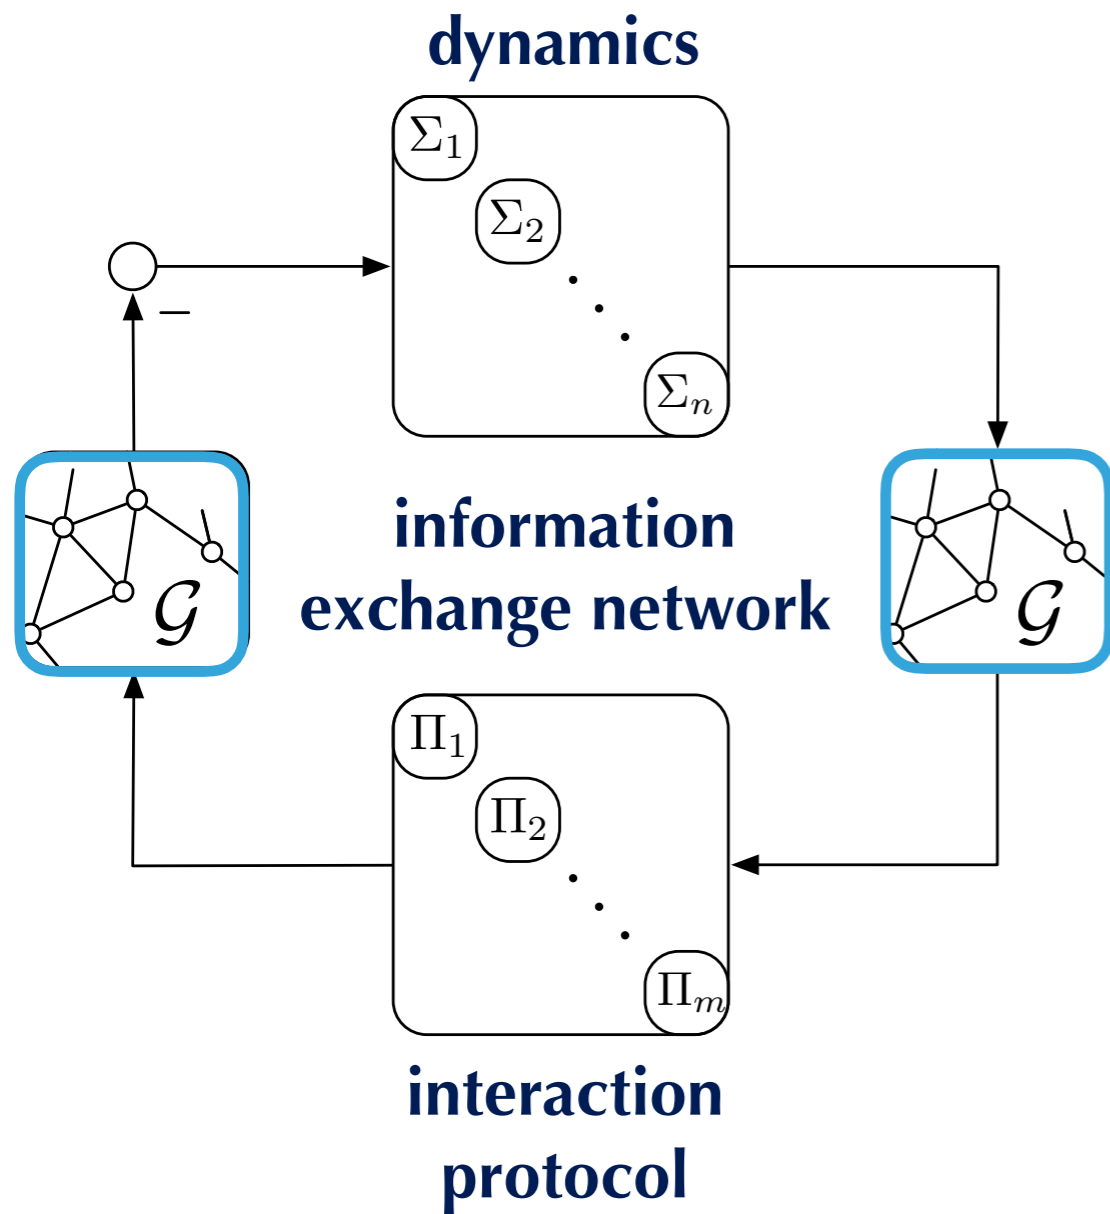 dynamics
Σ₁
Σ₂
Σₙ
−
information
exchange network
𝒢
𝒢
Π₁
Π₂
Πₘ
interaction
protocol